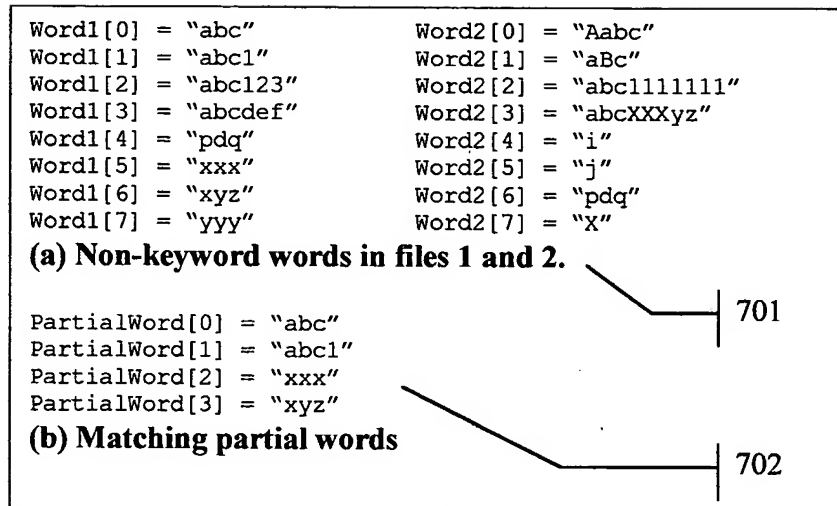 Word1[0] = “abc” Word2[0] = “Aabc”
Word1[1] = “abc1” Word2[1] = “aBc”
Word1[2] = “abc123” Word2[2] = “abc1111111”
Word1[3] = “abcdef” Word2[3] = “abcXXXyz”
Word1[4] = “pdq” Word2[4] = “i”
Word1[5] = “xxx” Word2[5] = “j”
Word1[6] = “xyz” Word2[6] = “pdq”
Word1[7] = “yyy” Word2[7] = “X”
(a) Non-keyword words in files 1 and 2.
701
PartialWord[0] = “abc”
PartialWord[1] = “abc1”
PartialWord[2] = “xxx”
PartialWord[3] = “xyz”
(b) Matching partial words
702